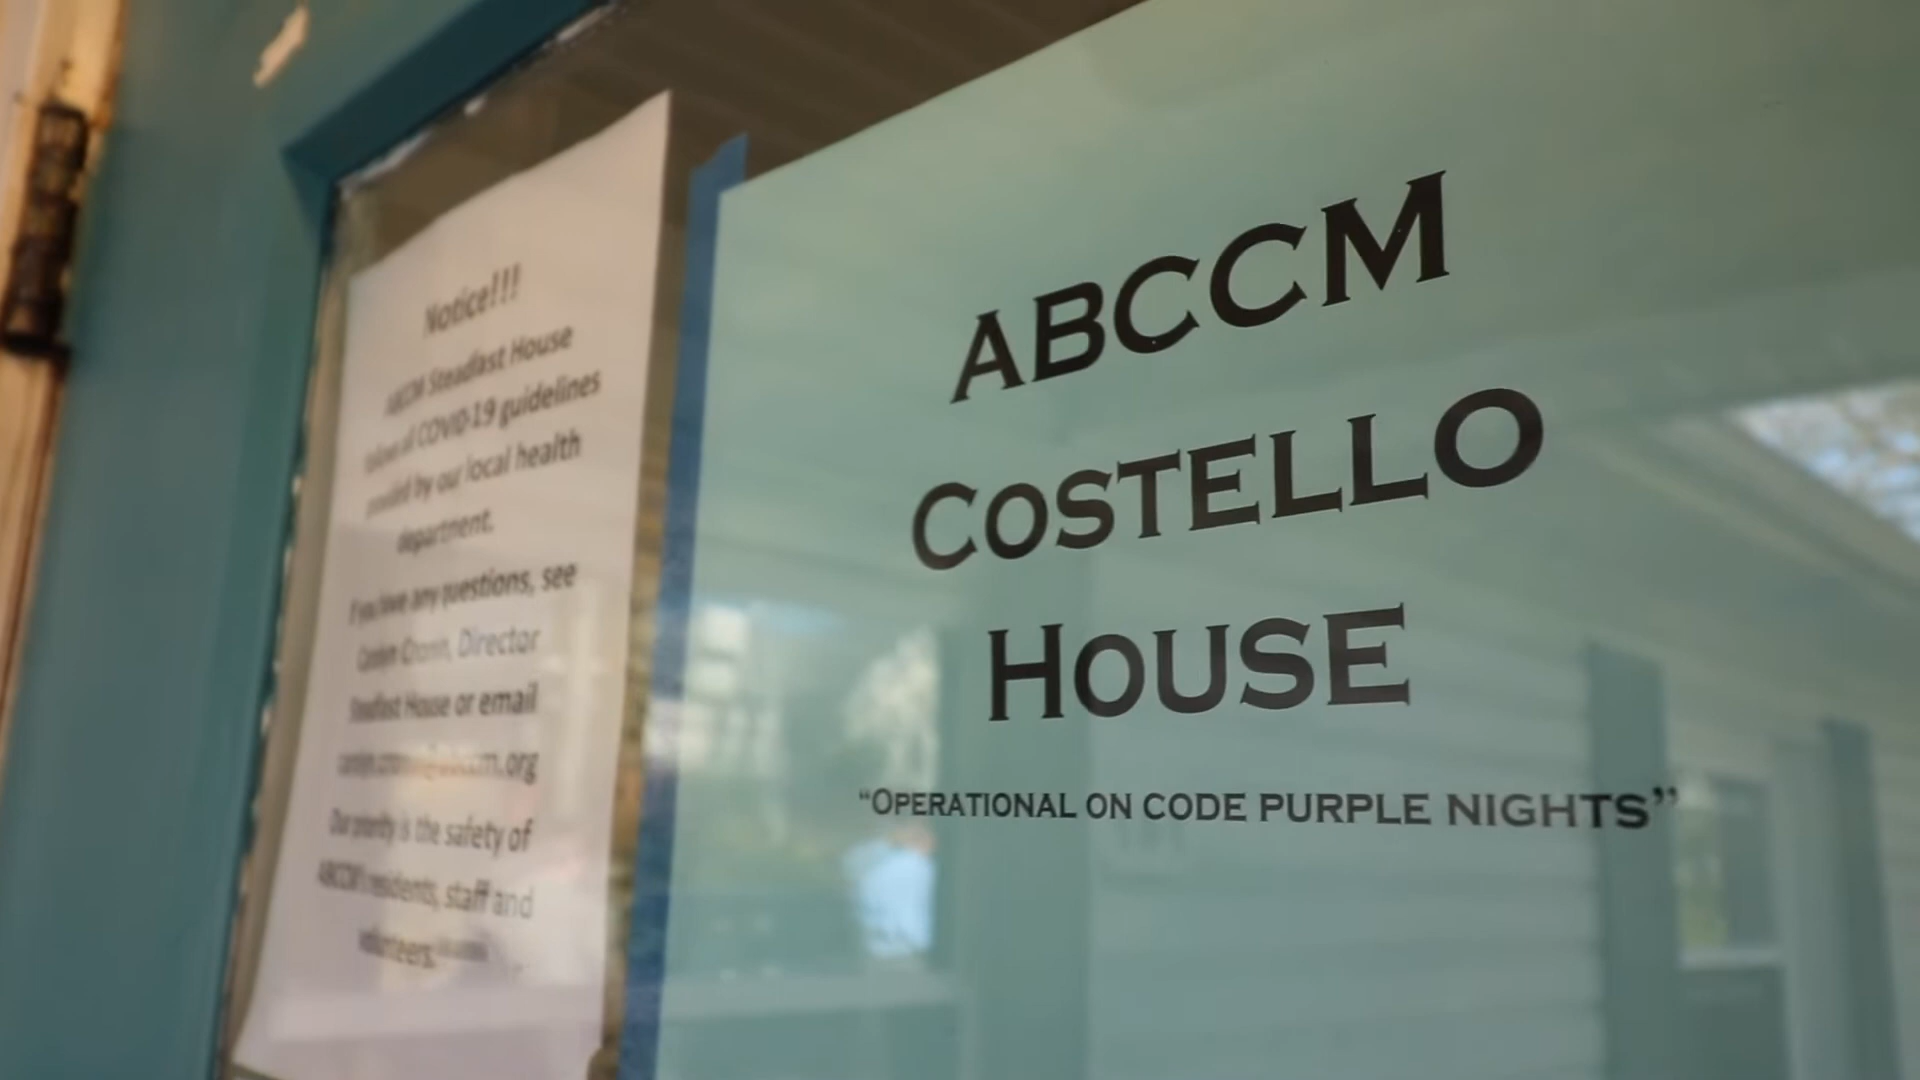 Notice!!!
ABCCM Steadfast House
follows all COVID-19 guidelines
provided by our local health
department.
If you have any questions, see
Cronin, Director
Steadfast House or email
Our priority is the safety of
ABCCM's residents, staff and
volunteers.
ABCCM
COSTELLO
HOUSE
“OPERATIONAL ON CODE PURPLE NIGHTS”